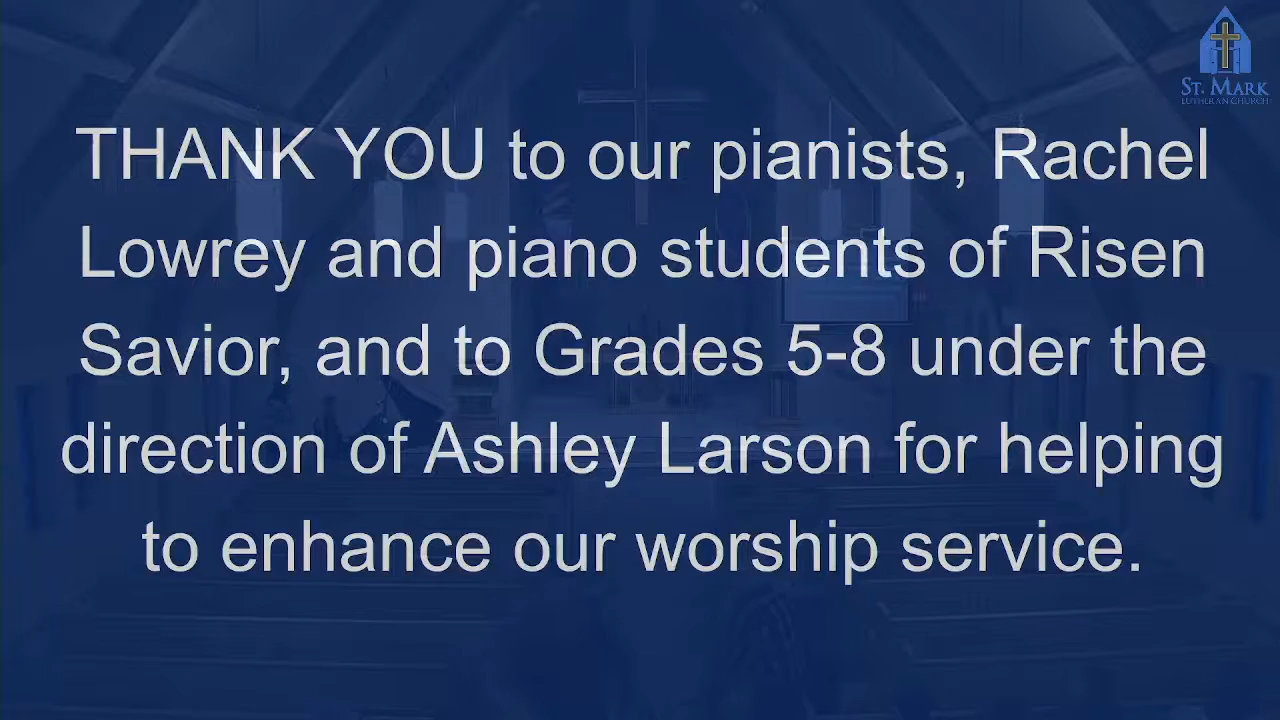 St. Mark
Lutheran Church
THANK YOU to our pianists, Rachel
Lowrey and piano students of Risen
Savior, and to Grades 5-8 under the
direction of Ashley Larson for helping
to enhance our worship service.